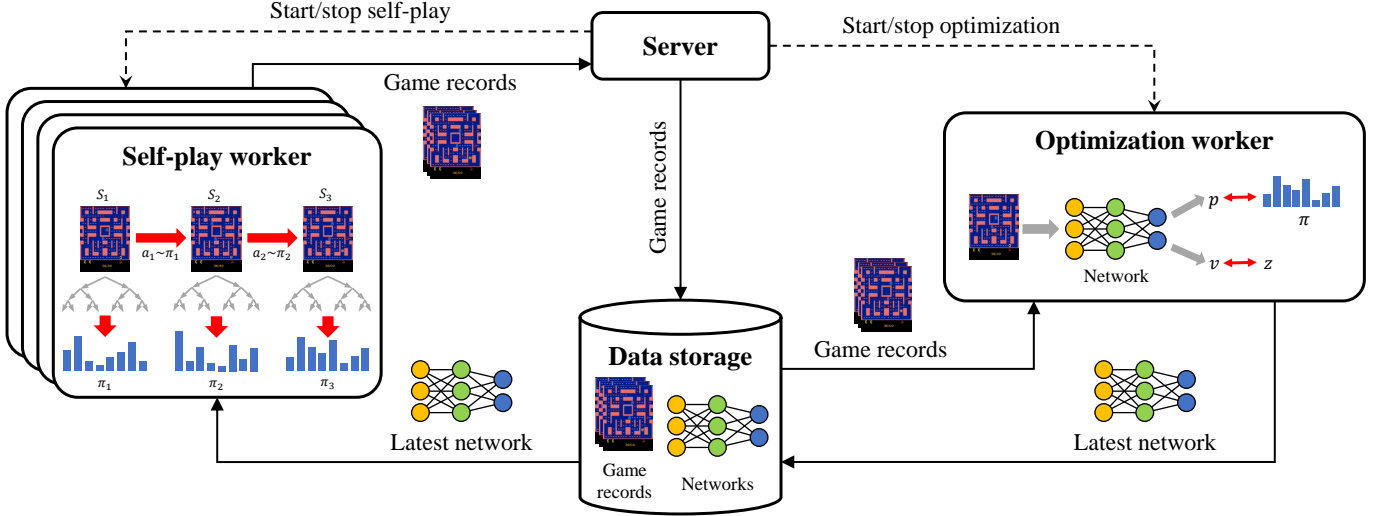 Start/stop self-play
Server
Start/stop optimization
Game records
Game records
Self-play worker
S₁
S₂
S₃
a₁~π₁
a₂~π₂
π₁
π₂
π₃
Optimization worker
p
π
v
z
Network
Game records
Latest network
Data storage
Game
records
Networks
Latest network